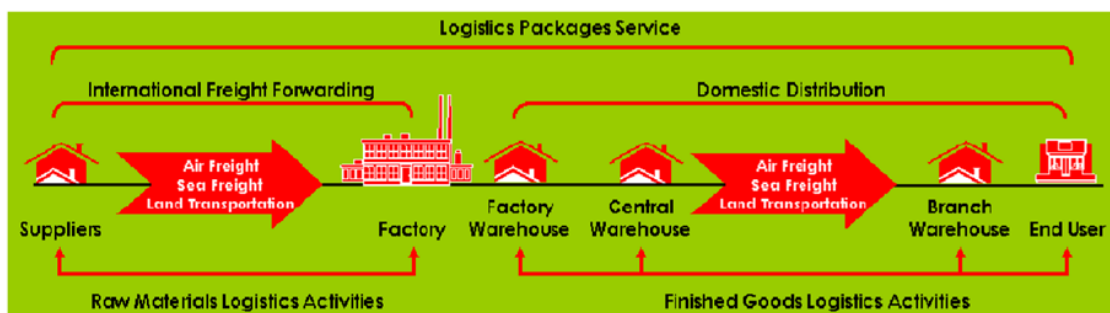 Logistics Packages Service
International Freight Forwarding
Domestic Distribution
Air Freight
Sea Freight
Land Transportation
Air Freight
Sea Freight
Land Transportation
Suppliers
Factory
Factory
Warehouse
Central
Warehouse
Branch
Warehouse
End User
Raw Materials Logistics Activities
Finished Goods Logistics Activities